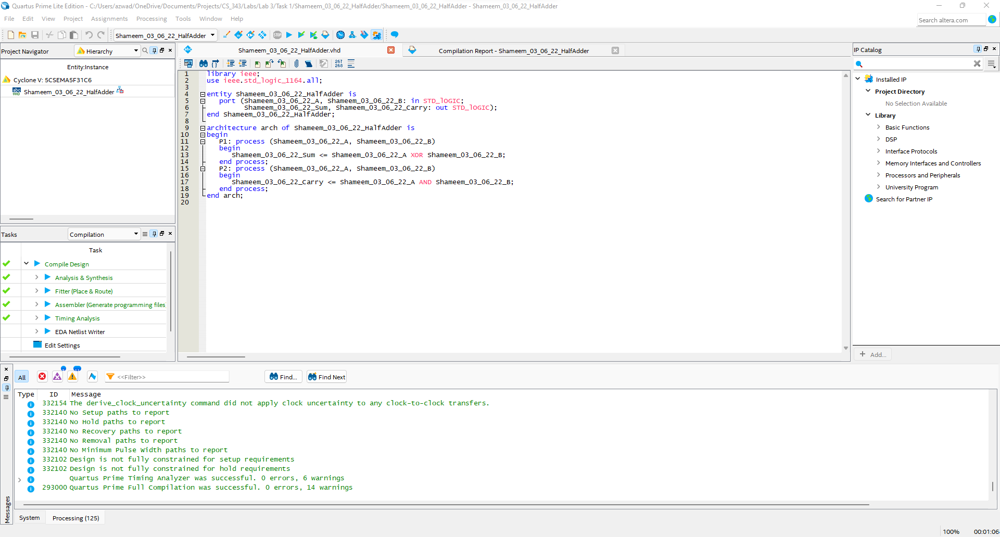 Quartus Prime Lite Edition - C:/Users/azwad/OneDrive/Documents/Projects/CS_343/Labs/Lab 3/Task 1/Shameem_03_06_22_HalfAdder/Shameem_03_06_22_HalfAdder - Shameem_03_06_22_HalfAdder
File Edit View Project Assignments Processing Tools Window Help
Search altera.com
Shameem_03_06_22_HalfAdder
STOP
Project Navigator
Hierarchy
Entity:Instance
Cyclone V: 5CSEMA5F31C6
abc VHD Shameem_03_06_22_HalfAdder
Tasks
Compilation
Task
Compile Design
Analysis & Synthesis
Fitter (Place & Route)
Assembler (Generate programming files
Timing Analysis
EDA Netlist Writer
Edit Settings
abc Shameem_03_06_22_HalfAdder.vhd
Compilation Report - Shameem_03_06_22_HalfAdder
267
268
1 library ieee;
2 use ieee.std_logic_1164.all;
3
4 entity Shameem_03_06_22_HalfAdder is
5 port (Shameem_03_06_22_A, Shameem_03_06_22_B: in STD_lOGIC;
6 Shameem_03_06_22_Sum, Shameem_03_06_22_Carry: out STD_lOGIC);
7 end Shameem_03_06_22_HalfAdder;
8
9 architecture arch of Shameem_03_06_22_HalfAdder is
10 begin
11 P1: process (Shameem_03_06_22_A, Shameem_03_06_22_B)
12 begin
13 Shameem_03_06_22_Sum <= Shameem_03_06_22_A XOR Shameem_03_06_22_B;
14 end process;
15 P2: process (Shameem_03_06_22_A, Shameem_03_06_22_B)
16 begin
17 Shameem_03_06_22_Carry <= Shameem_03_06_22_A AND Shameem_03_06_22_B;
18 end process;
19 end arch;
20
IP Catalog
Installed IP
Project Directory
No Selection Available
Library
Basic Functions
DSP
Interface Protocols
Memory Interfaces and Controllers
Processors and Peripherals
University Program
Search for Partner IP
+ Add...
All
<<Filter>>
Find...
Find Next
Type ID Message
332154 The derive_clock_uncertainty command did not apply clock uncertainty to any clock-to-clock transfers.
332140 No Setup paths to report
332140 No Hold paths to report
332140 No Recovery paths to report
332140 No Removal paths to report
332140 No Minimum Pulse Width paths to report
332102 Design is not fully constrained for setup requirements
332102 Design is not fully constrained for hold requirements
Quartus Prime Timing Analyzer was successful. 0 errors, 6 warnings
293000 Quartus Prime Full Compilation was successful. 0 errors, 14 warnings
Messages
System
Processing (125)
100%
00:01:06